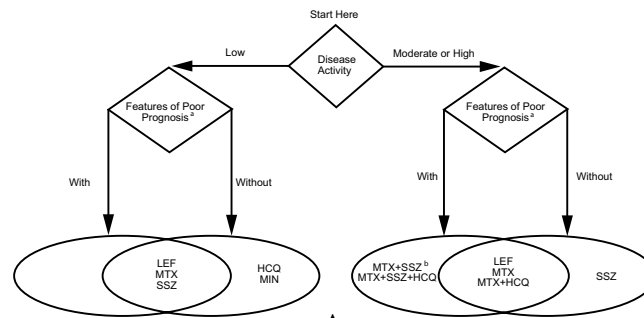 Start Here
Low
Disease
Activity
Moderate or High
Features of Poor
Prognosis a
Features of Poor
Prognosis a
With
Without
With
Without
LEF
MTX
SSZ
HCQ
MIN
MTX+SSZ b
MTX+SSZ+HCQ
LEF
MTX
MTX+HCQ
SSZ